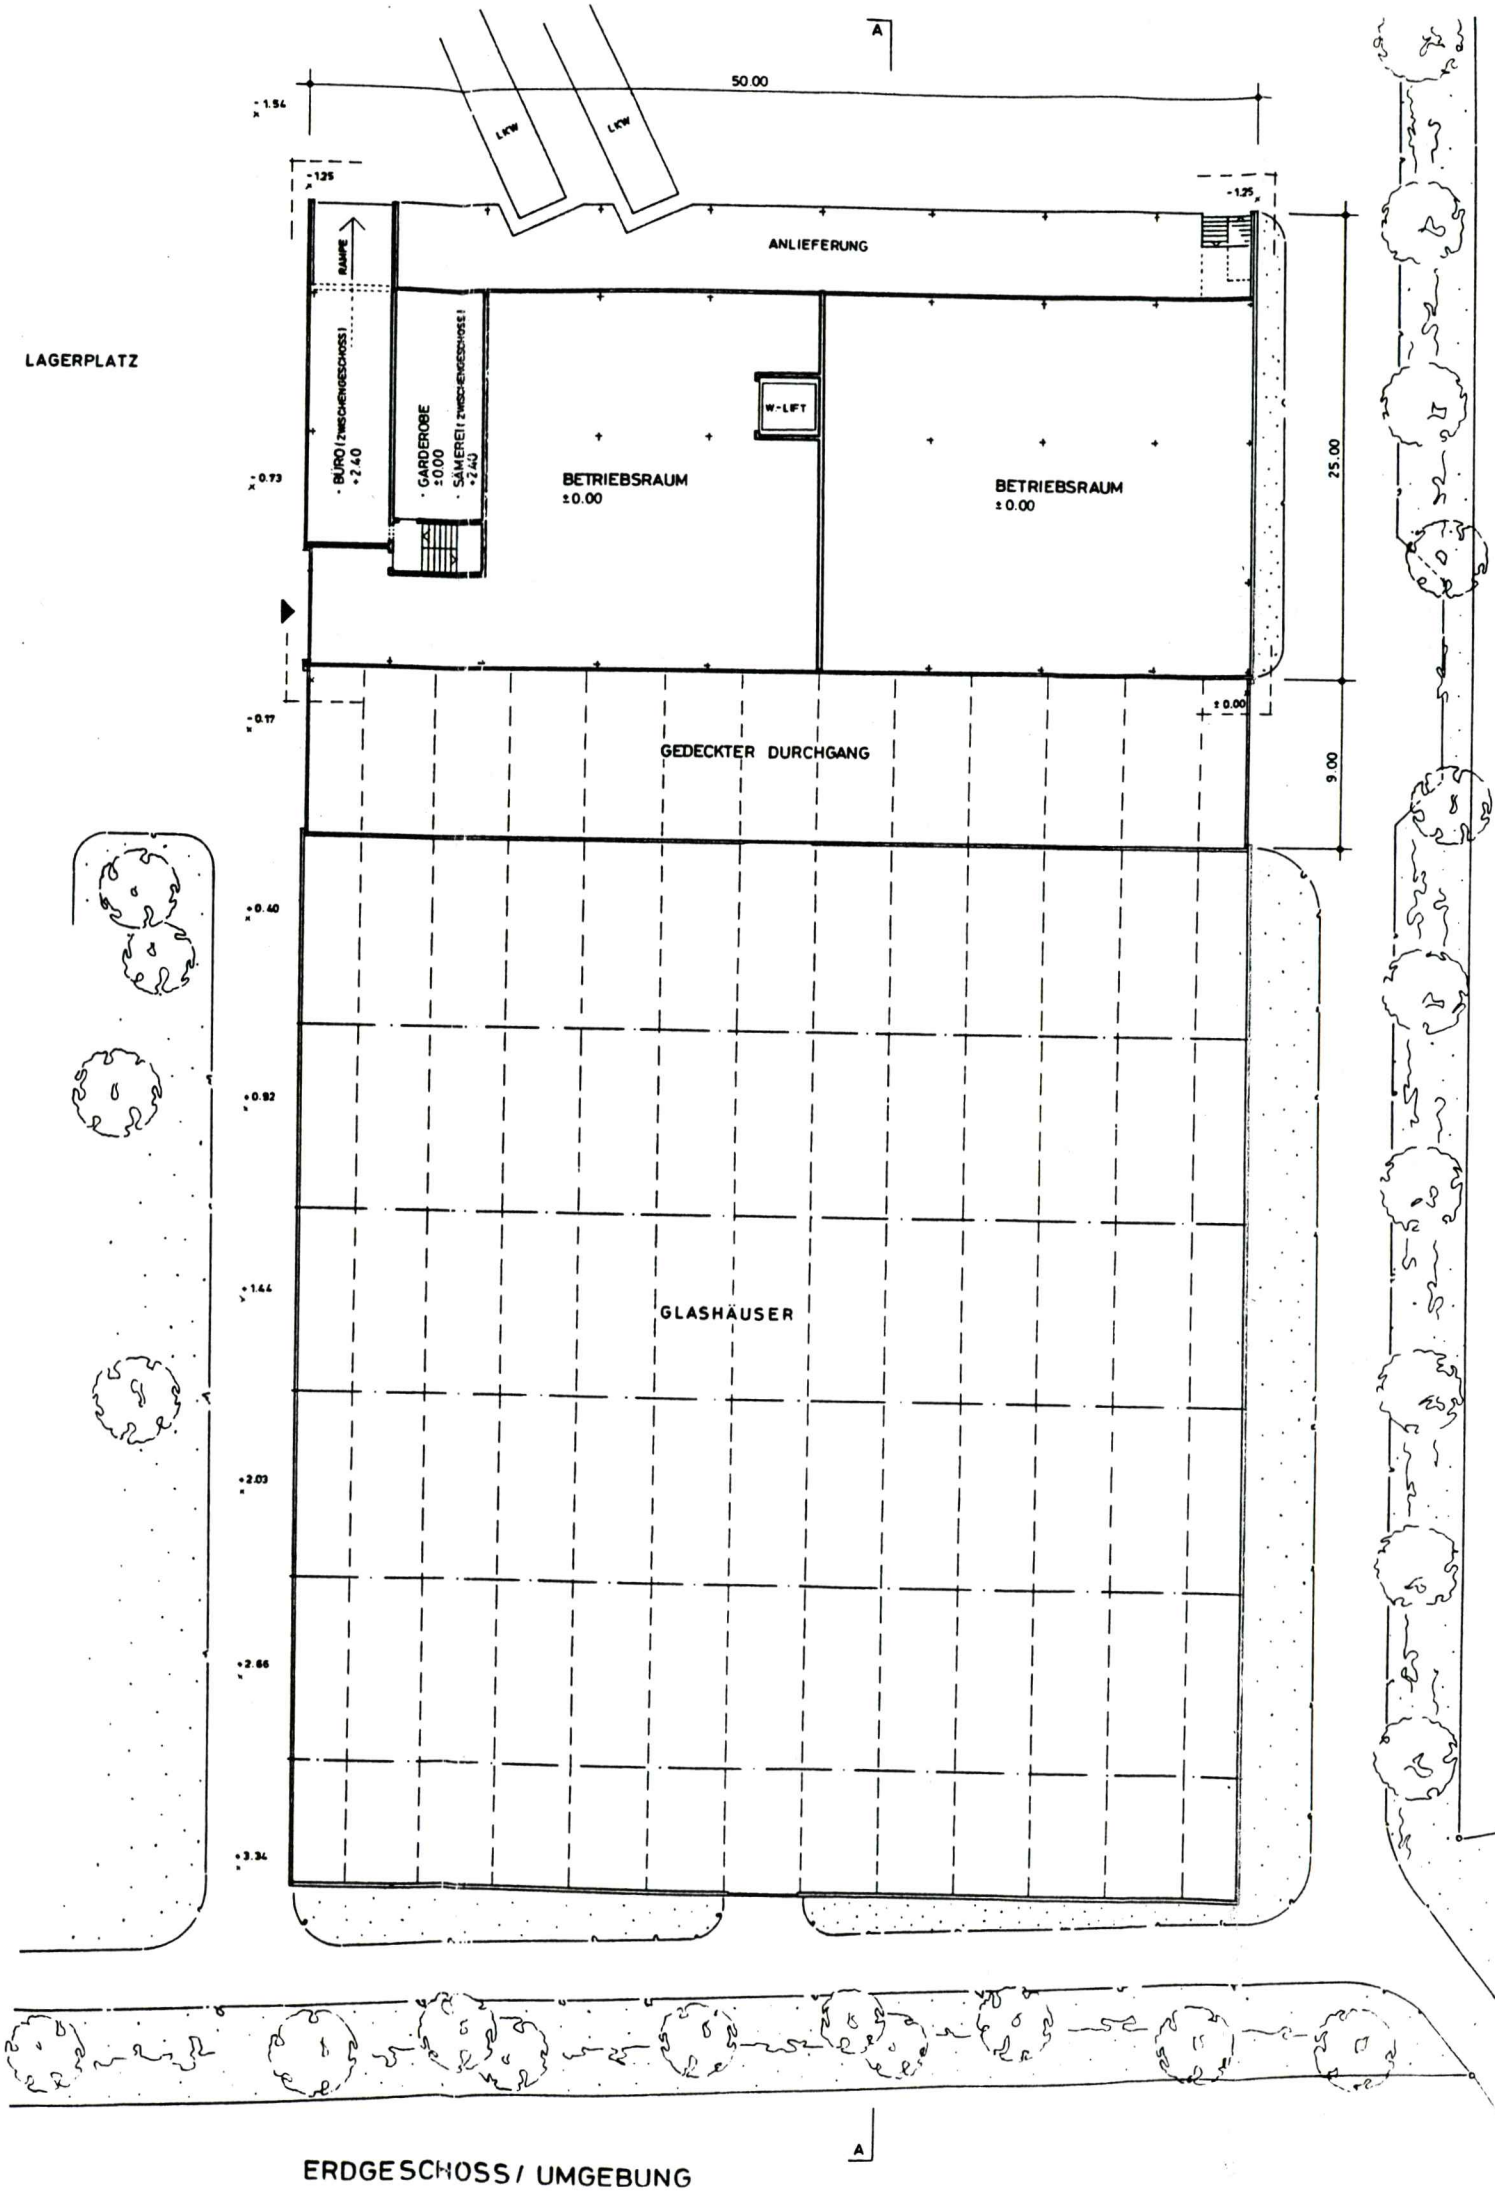 A
50.00
-1.54
LKW
LKW
-1.25
-1.25
RAMPE
ANLIEFERUNG
LAGERPLATZ
- BÜRO (ZWISCHENGESCHOSS)
+2.40
- GARDEROBE
±0.00
- SÄMEREI (ZWISCHENGESCHOSS)
+2.40
W-LIFT
25.00
-0.73
BETRIEBSRAUM
±0.00
BETRIEBSRAUM
±0.00
-0.17
±0.00
GEDECKTER DURCHGANG
9.00
+0.40
+0.92
+1.44
GLASHÄUSER
+2.03
+2.66
+3.34
A
ERDGESCHOSS/ UMGEBUNG